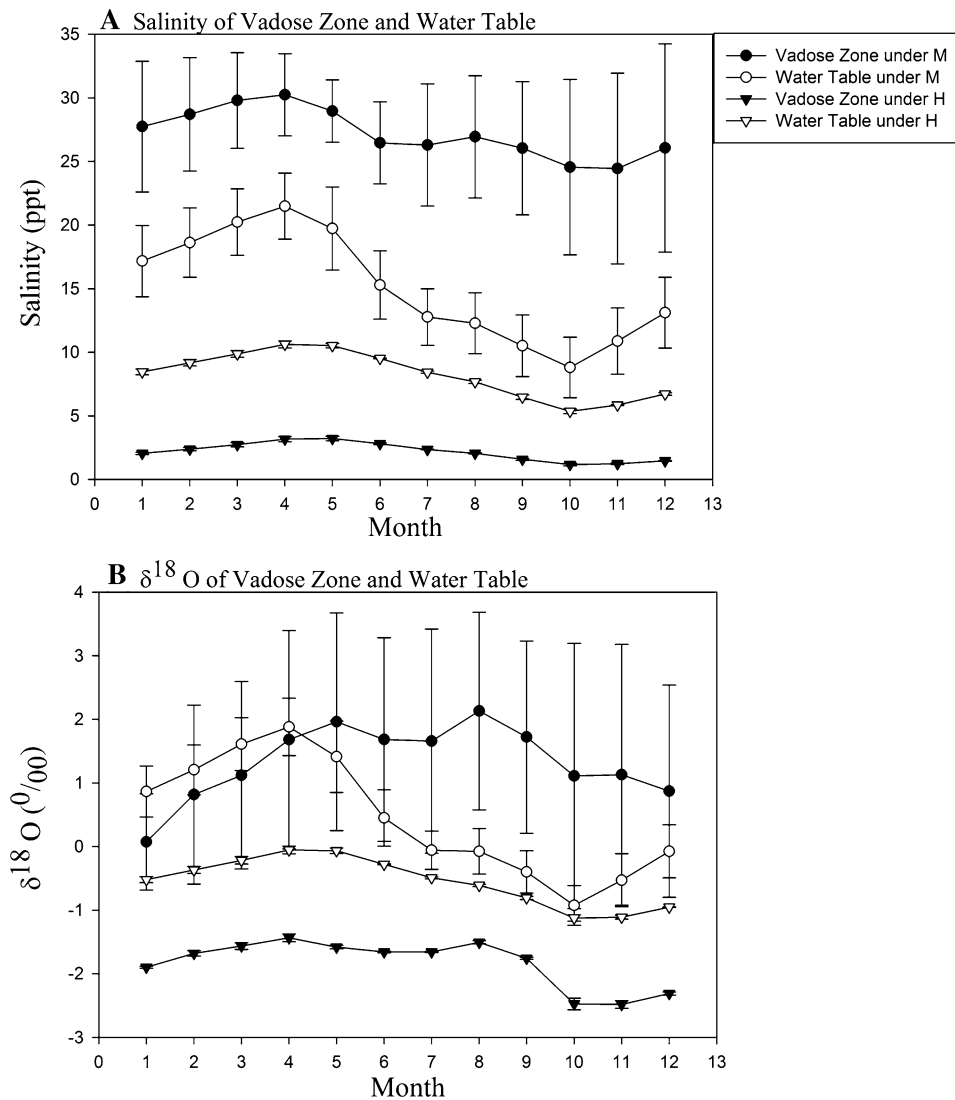 A Salinity of Vadose Zone and Water Table
35
30
25
20
15
10
5
0
Salinity (ppt)
0 1 2 3 4 5 6 7 8 9 10 11 12 13
Month
Vadose Zone under M
Water Table under M
Vadose Zone under H
Water Table under H
B δ18 O of Vadose Zone and Water Table
4
3
2
1
0
-1
-2
-3
δ18 O (0/00)
0 1 2 3 4 5 6 7 8 9 10 11 12 13
Month